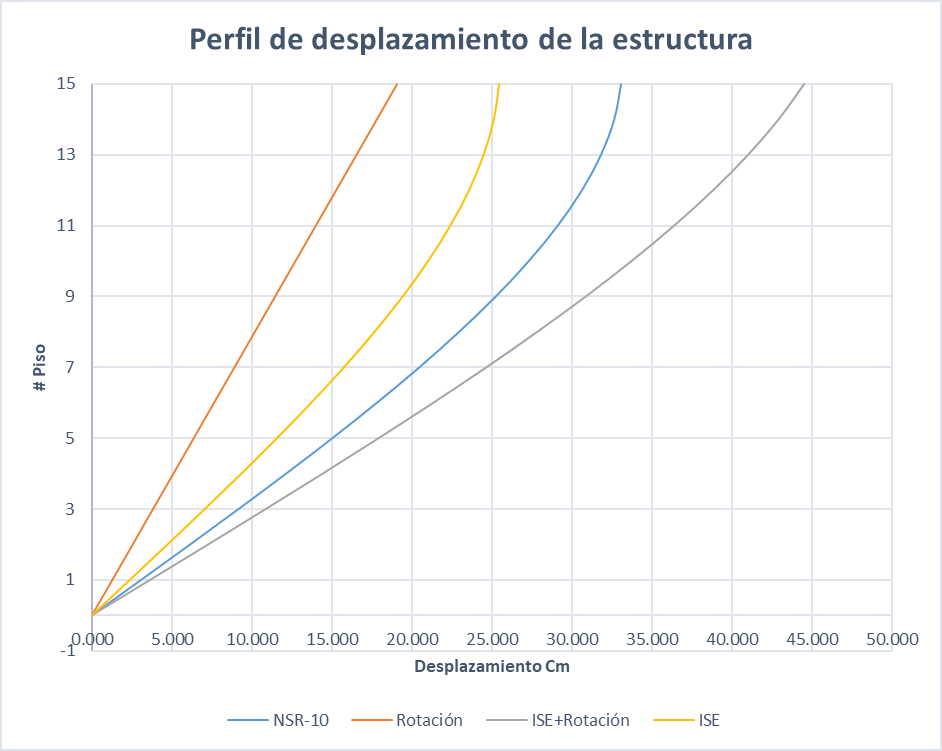 Perfil de desplazamiento de la estructura
15
13
11
9
7
5
3
1
-1
# Piso
0.000 5.000 10.000 15.000 20.000 25.000 30.000 35.000 40.000 45.000 50.000
Desplazamiento Cm
NSR-10 Rotación ISE+Rotación ISE